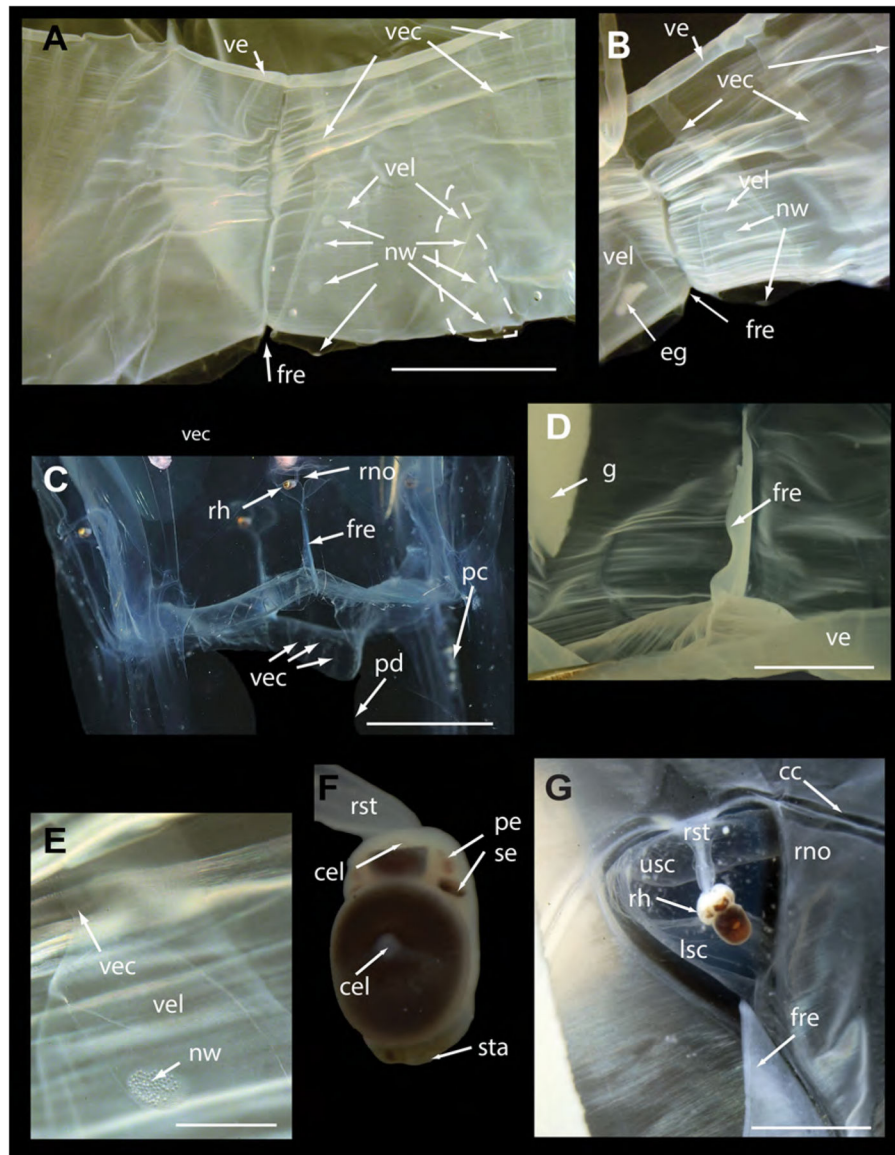 A
ve
vec
vel
nw
fre
B
ve
vec
vel
nw
vel
fre
eg
vec
C
rno
rh
fre
pc
vec
pd
D
g
fre
ve
E
vec
vel
nw
F
rst
pe
cel
se
cel
sta
G
cc
rst
rno
usc
rh
lsc
fre